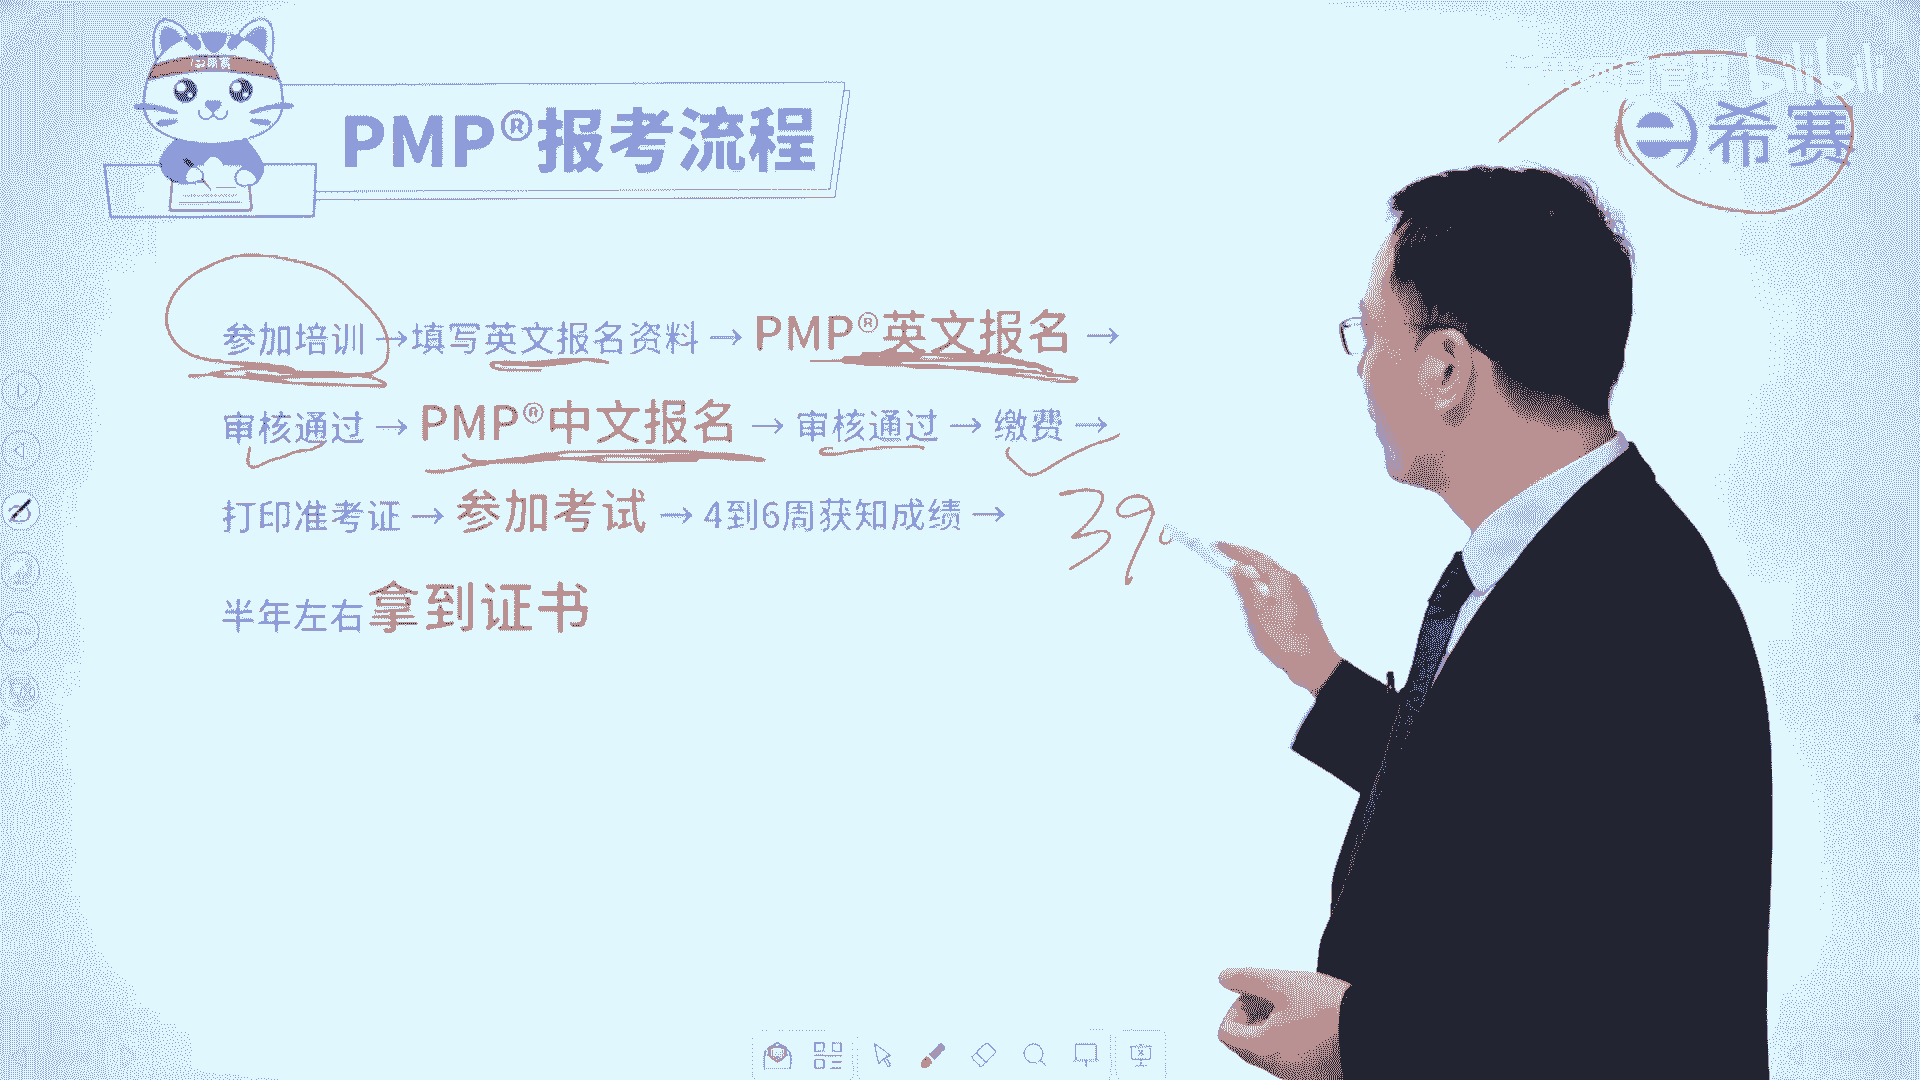 bilibili
希赛
PMP®报考流程
参加培训→填写英文报名资料→PMP®英文报名→
审核通过→PMP®中文报名→审核通过→缴费→
打印准考证→参加考试→4到6周获知成绩→
半年左右拿到证书
39